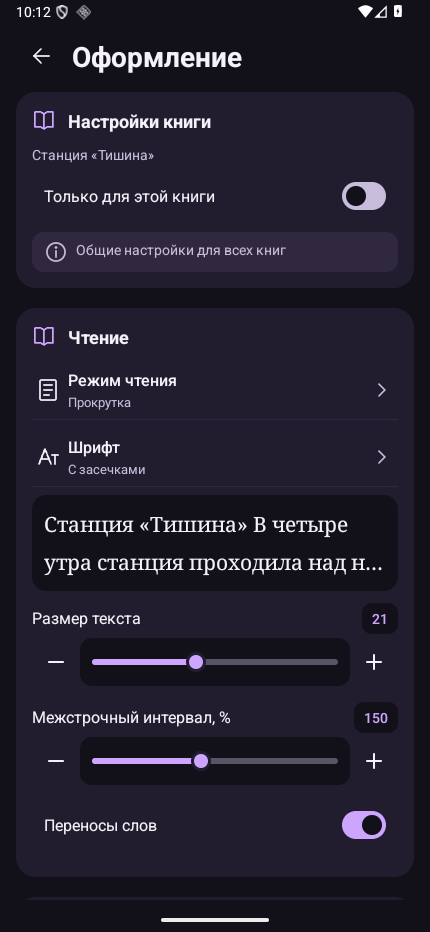 10:12
Оформление
Настройки книги
Станция «Тишина»
Только для этой книги
Общие настройки для всех книг
Чтение
Режим чтения
Прокрутка
Шрифт
С засечками
Станция «Тишина» В четыре
утра станция проходила над н...
Размер текста
21
Межстрочный интервал, %
150
Переносы слов